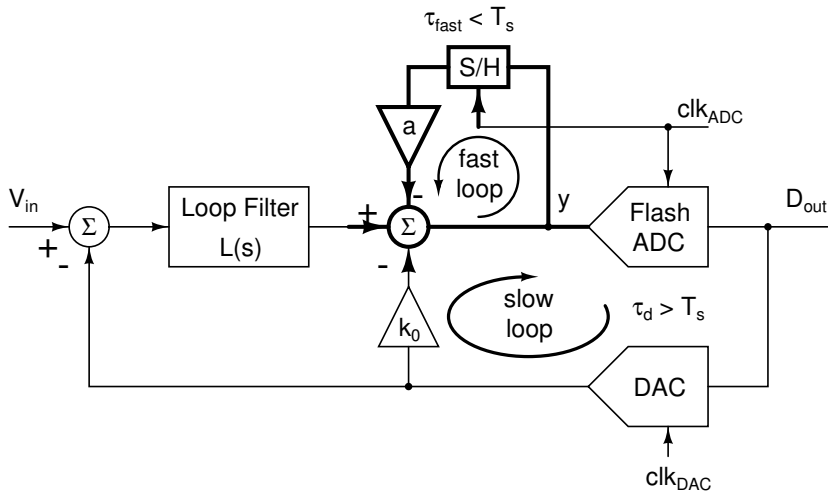 τfast < Ts
S/H
clkADC
a
fast
loop
-
Vin
Σ
+
-
Loop Filter
L(s)
+
Σ
-
y
Flash
ADC
Dout
slow
loop
τd > Ts
k0
DAC
clkDAC